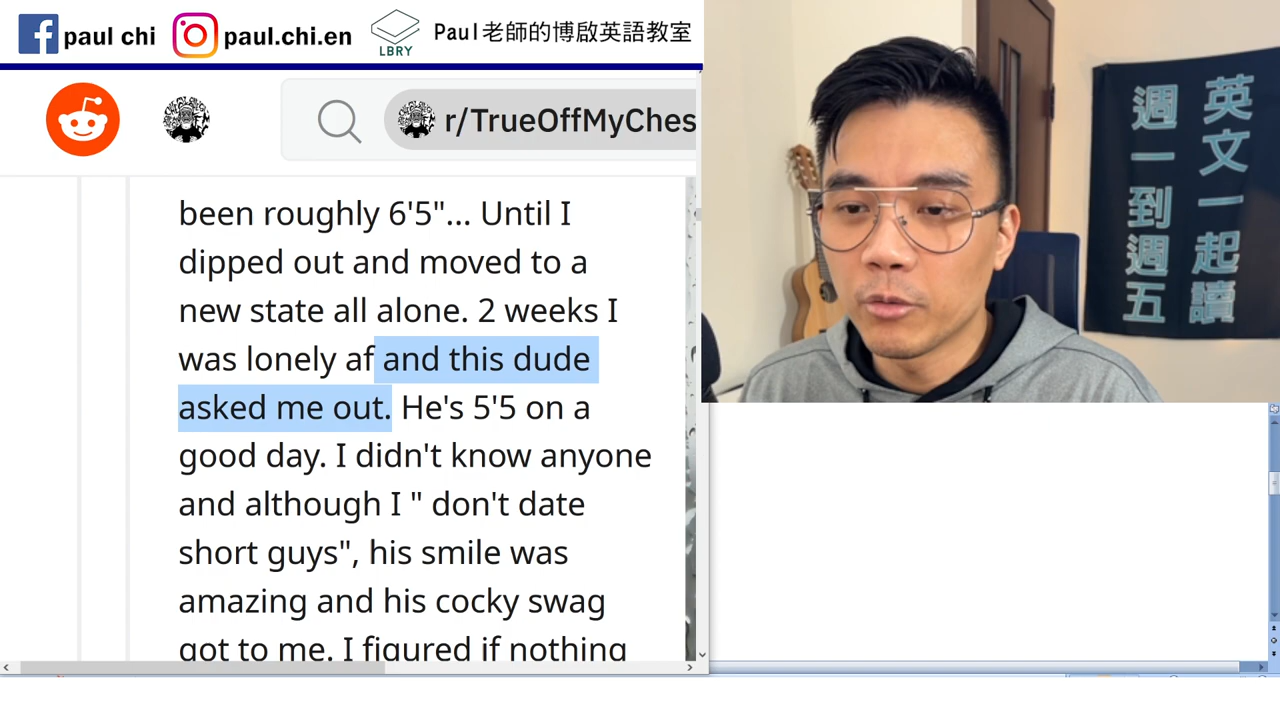 paul chi
paul.chi.en
LBRY
Paul老師的博啟英語教室
r/TrueOffMyChes
been roughly 6'5"... Until I
dipped out and moved to a
new state all alone. 2 weeks I
was lonely af and this dude
asked me out. He's 5'5 on a
good day. I didn't know anyone
and although I " don't date
short guys", his smile was
amazing and his cocky swag
got to me. I figured if nothing
英文一起讀
週一到週五